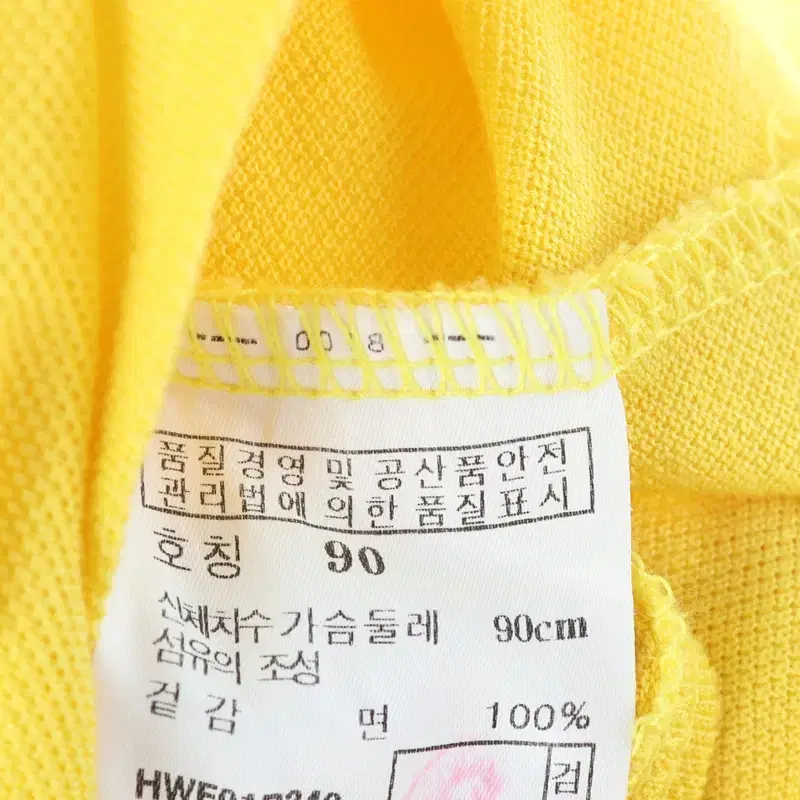 품질경영 및 공산품안전
관리법에 의한 품질표시
호칭 90
신체치수 가슴둘레 90cm
섬유의 조성
겉감 면 100%
검